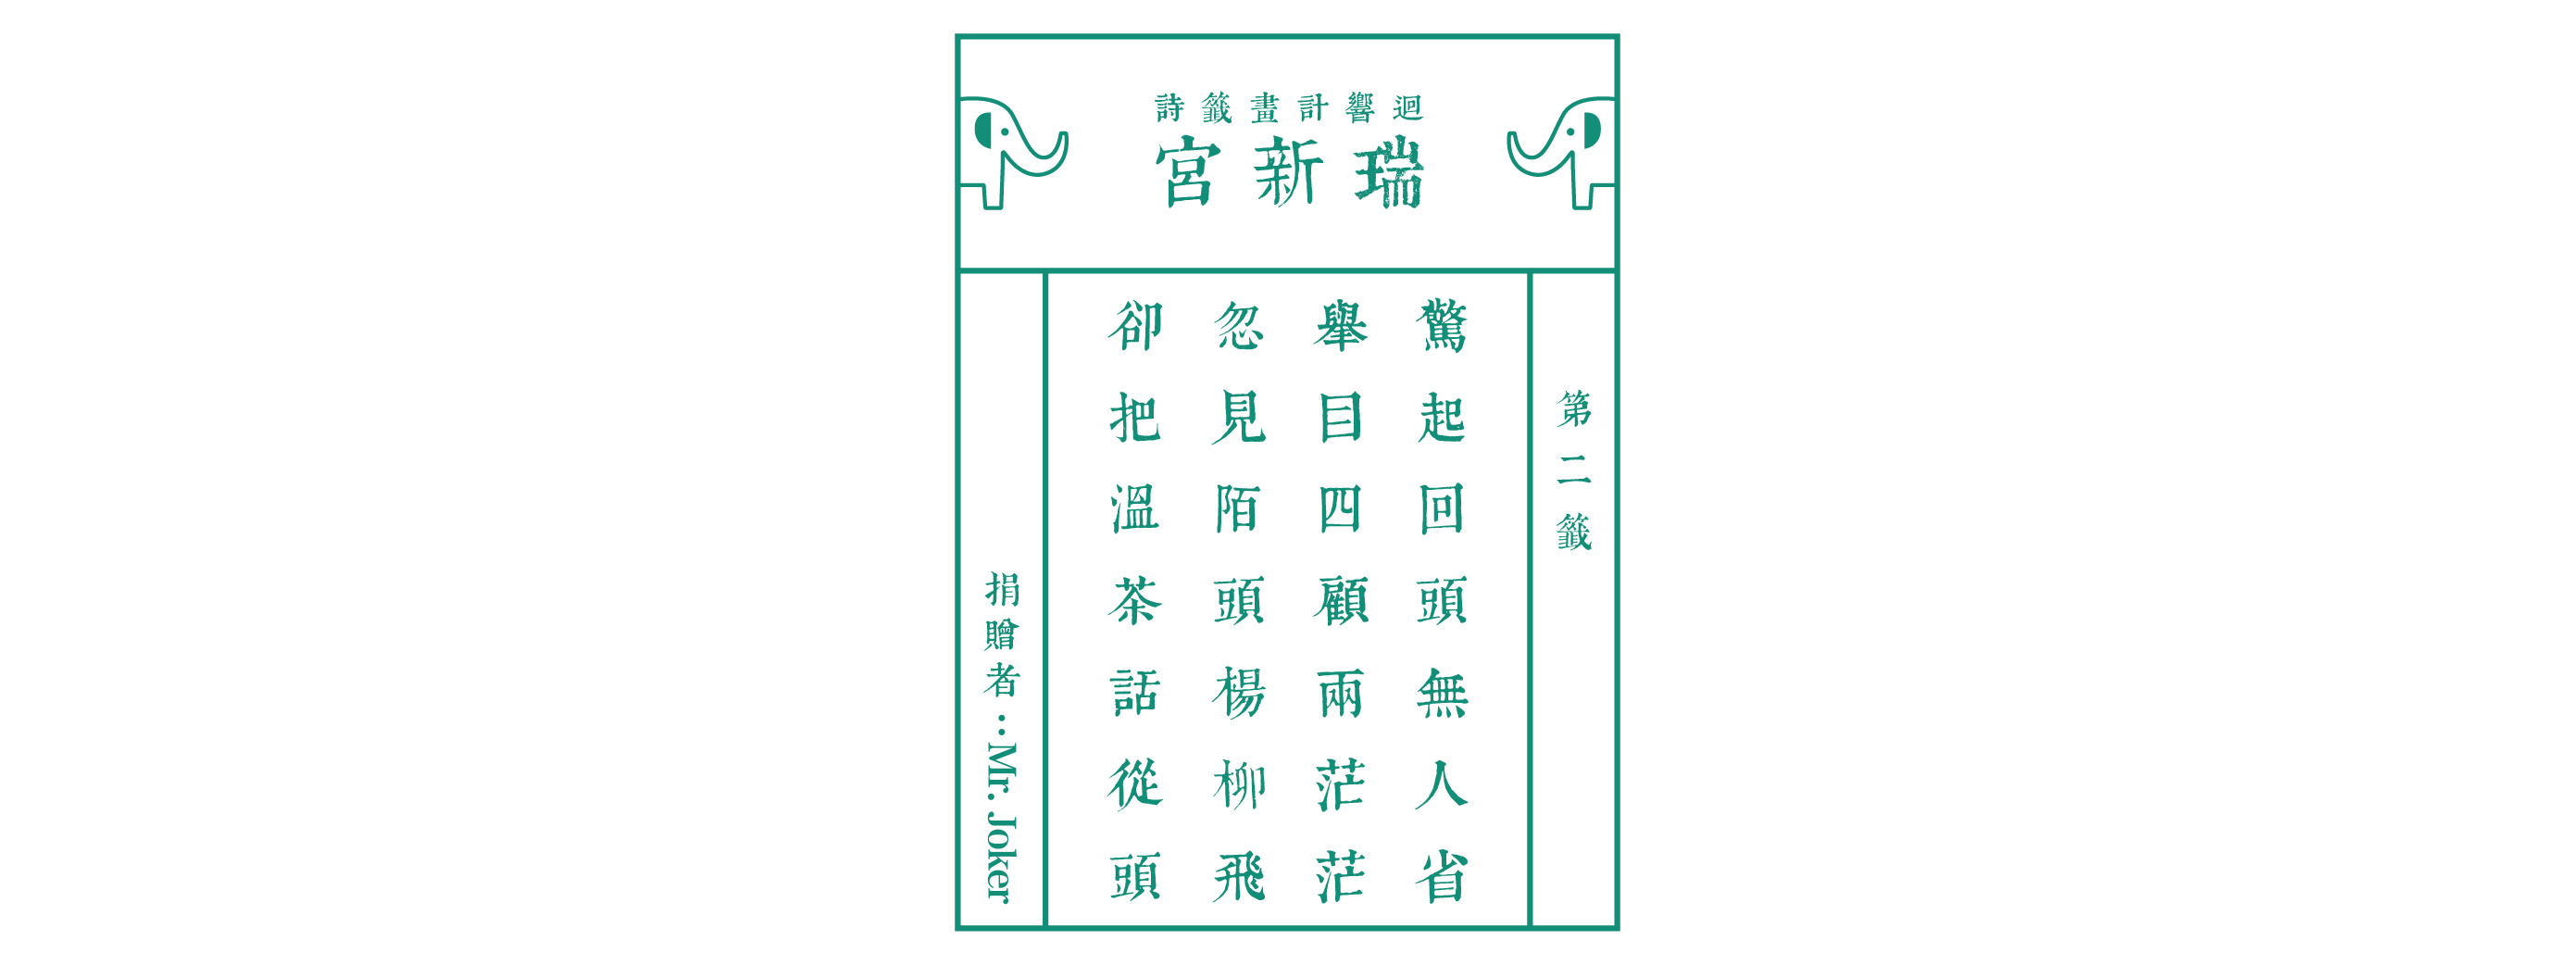 迴響計畫籤詩
瑞新宮
第二籤
驚起回頭無人省
舉目四顧兩茫茫
忽見陌頭楊柳飛
卻把溫茶話從頭
捐贈者：Mr. Joker